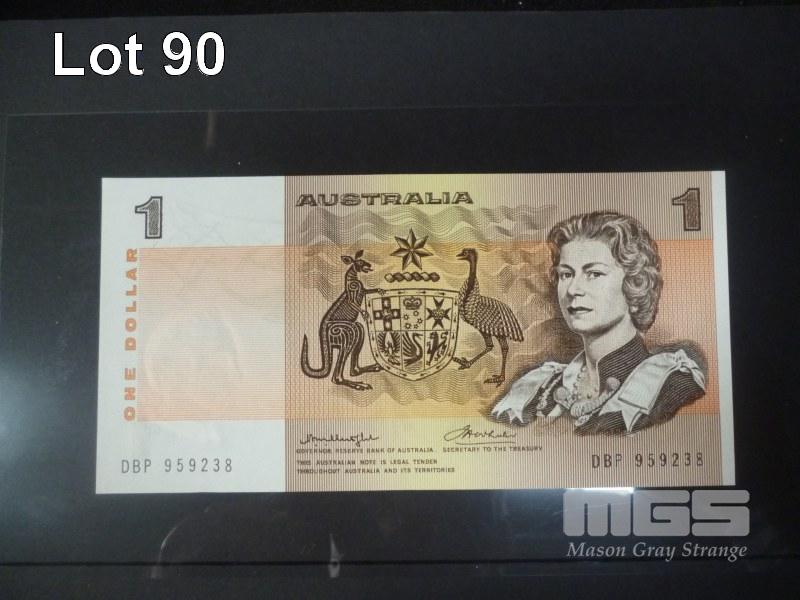 Lot 90
1
AUSTRALIA
1
ONE DOLLAR
GOVERNOR RESERVE BANK OF AUSTRALIA. SECRETARY TO THE TREASURY
THIS AUSTRALIAN NOTE IS LEGAL TENDER
THROUGHOUT AUSTRALIA AND ITS TERRITORIES
DBP 959238
DBP 959238
MGS
Mason Gray Strange